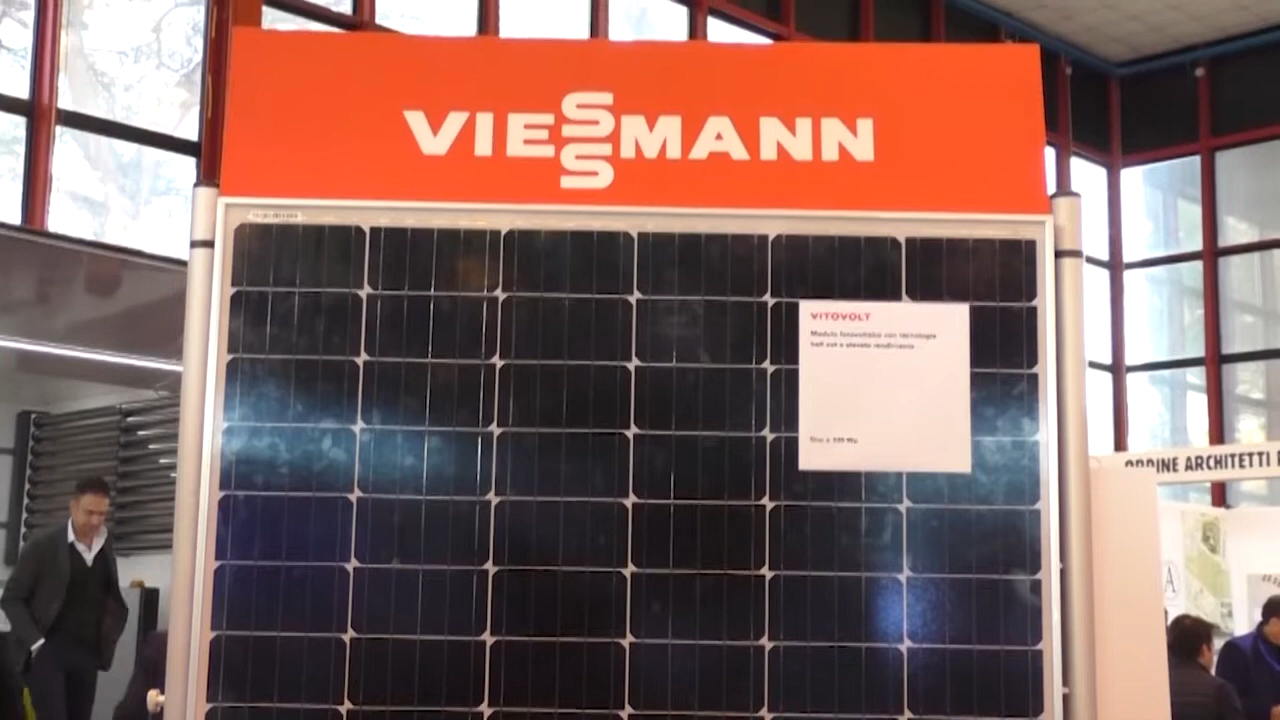 VIESSMANN
VITOVOLT
Modulo fotovoltaico con tecnologia
half cut e elevato rendimento
ORDINE ARCHITETTI
A